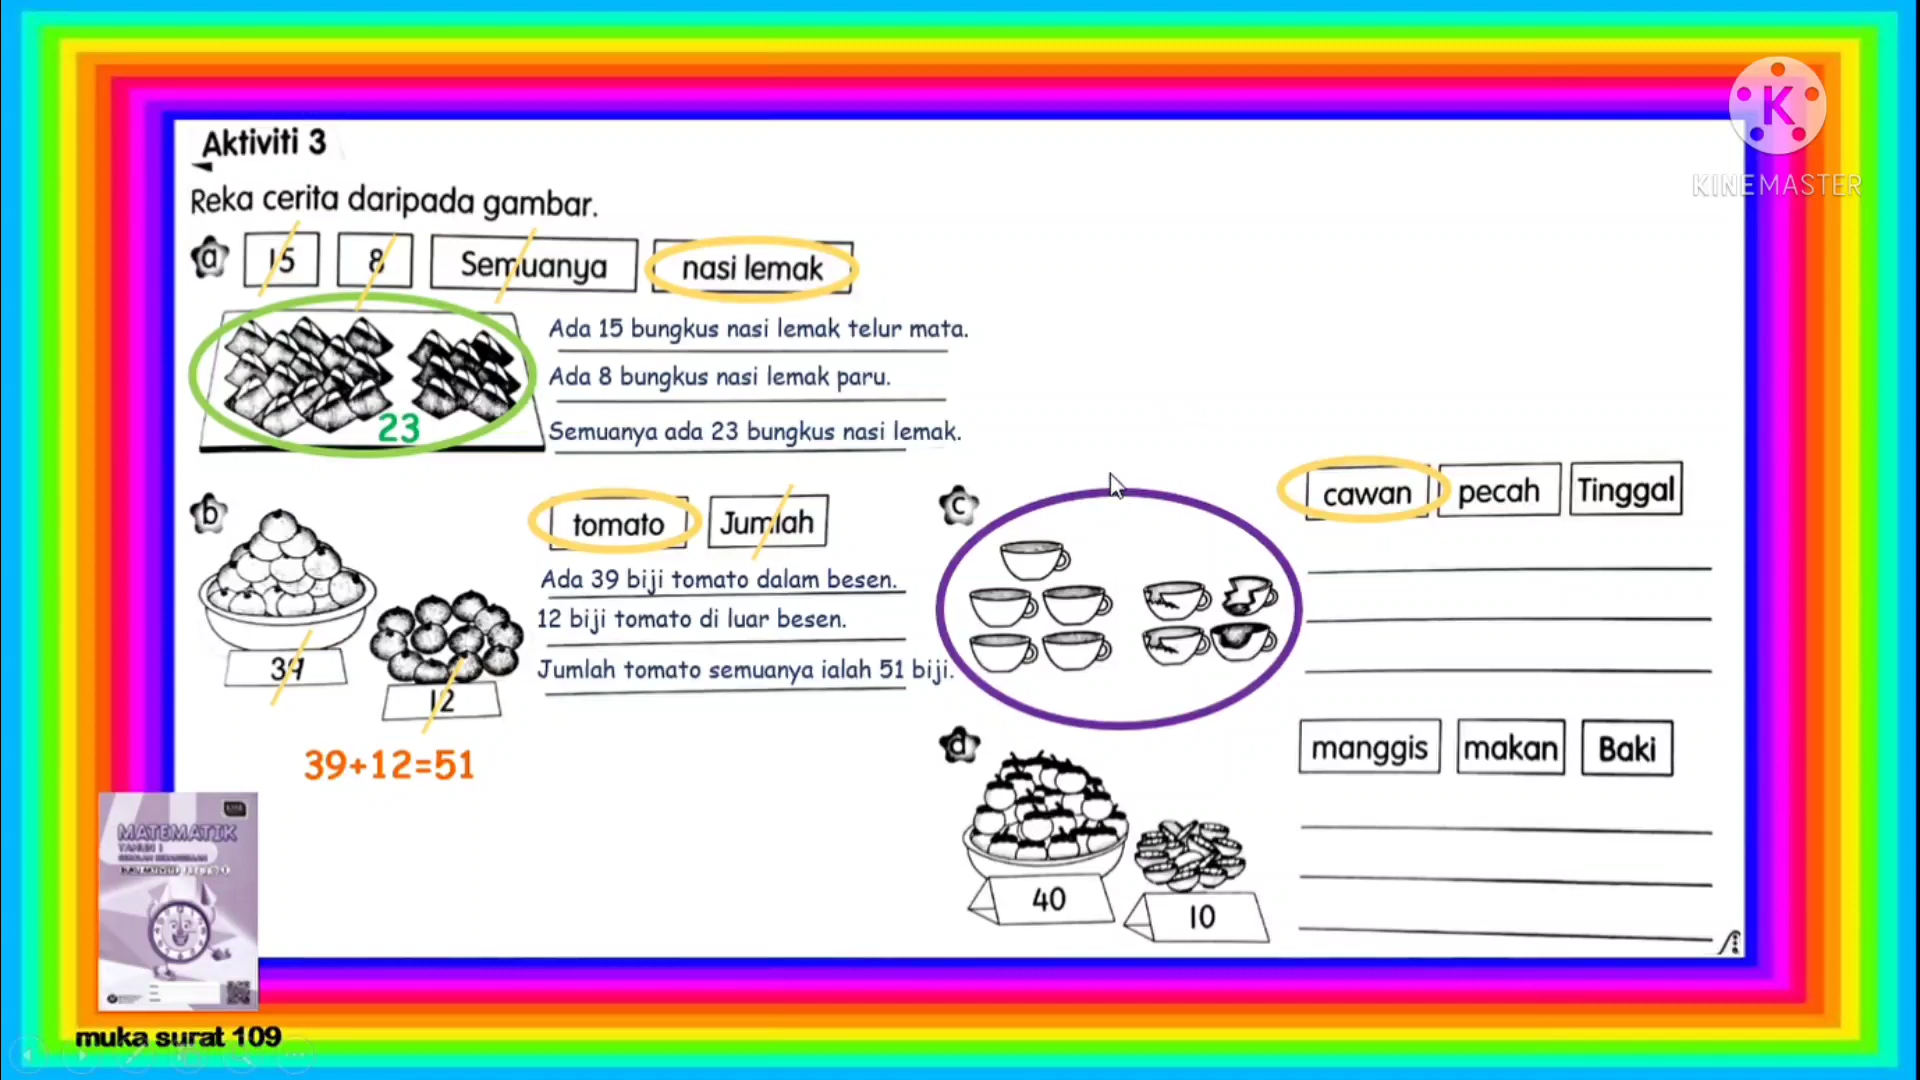 KINEMASTER
Aktiviti 3
Reka cerita daripada gambar.
a 15 8 Semuanya nasi lemak
Ada 15 bungkus nasi lemak telur mata.
Ada 8 bungkus nasi lemak paru.
23
Semuanya ada 23 bungkus nasi lemak.
b tomato Jumlah
Ada 39 biji tomato dalam besen.
12 biji tomato di luar besen.
Jumlah tomato semuanya ialah 51 biji.
39
12
39+12=51
c cawan pecah Tinggal
d manggis makan Baki
40
10
MATEMATIK
TAHUN 1
muka surat 109